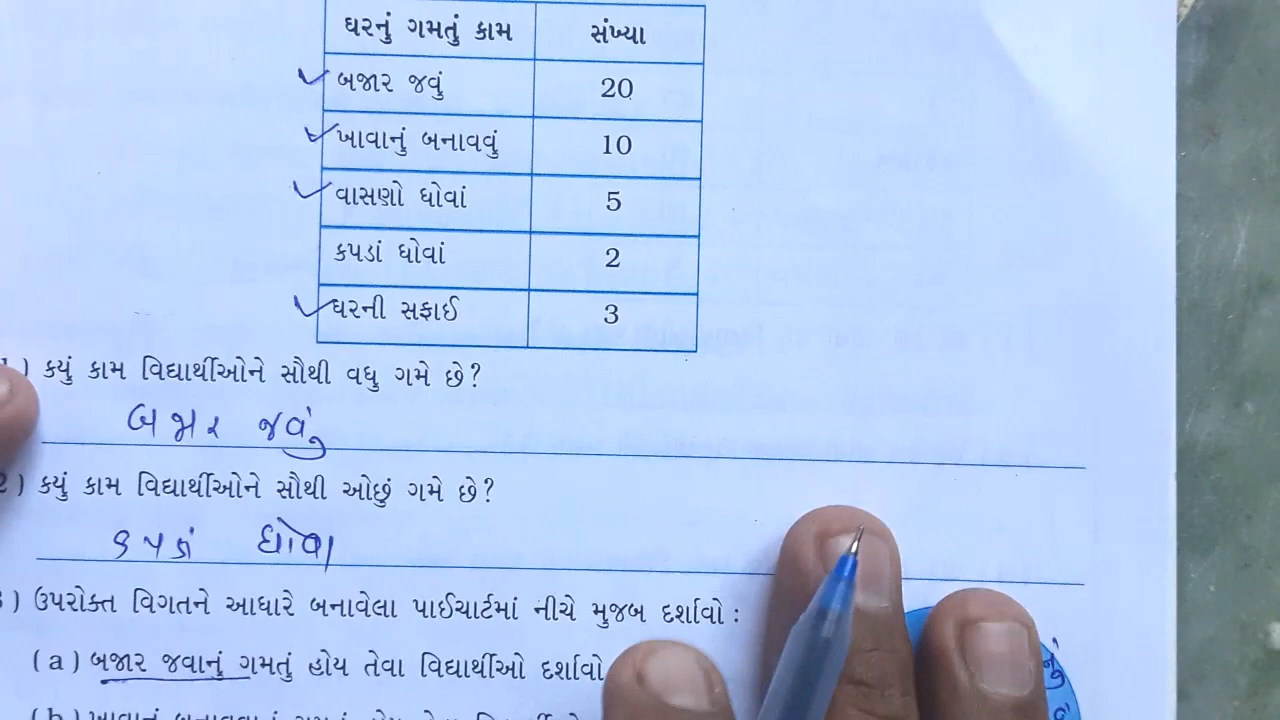 ઘરનું ગમતું કામ સંખ્યા
બજાર જવું 20
ખાવાનું બનાવવું 10
વાસણો ધોવાં 5
કપડાં ધોવાં 2
ઘરની સફાઈ 3
) કયું કામ વિદ્યાર્થીઓને સૌથી વધુ ગમે છે?
બજાર જવું
2) કયું કામ વિદ્યાર્થીઓને સૌથી ઓછું ગમે છે?
કપડાં ધોવા
) ઉપરોક્ત વિગતને આધારે બનાવેલા પાઈચાર્ટમાં નીચે મુજબ દર્શાવો :
(a) બજાર જવાનું ગમતું હોય તેવા વિદ્યાર્થીઓ દર્શાવો